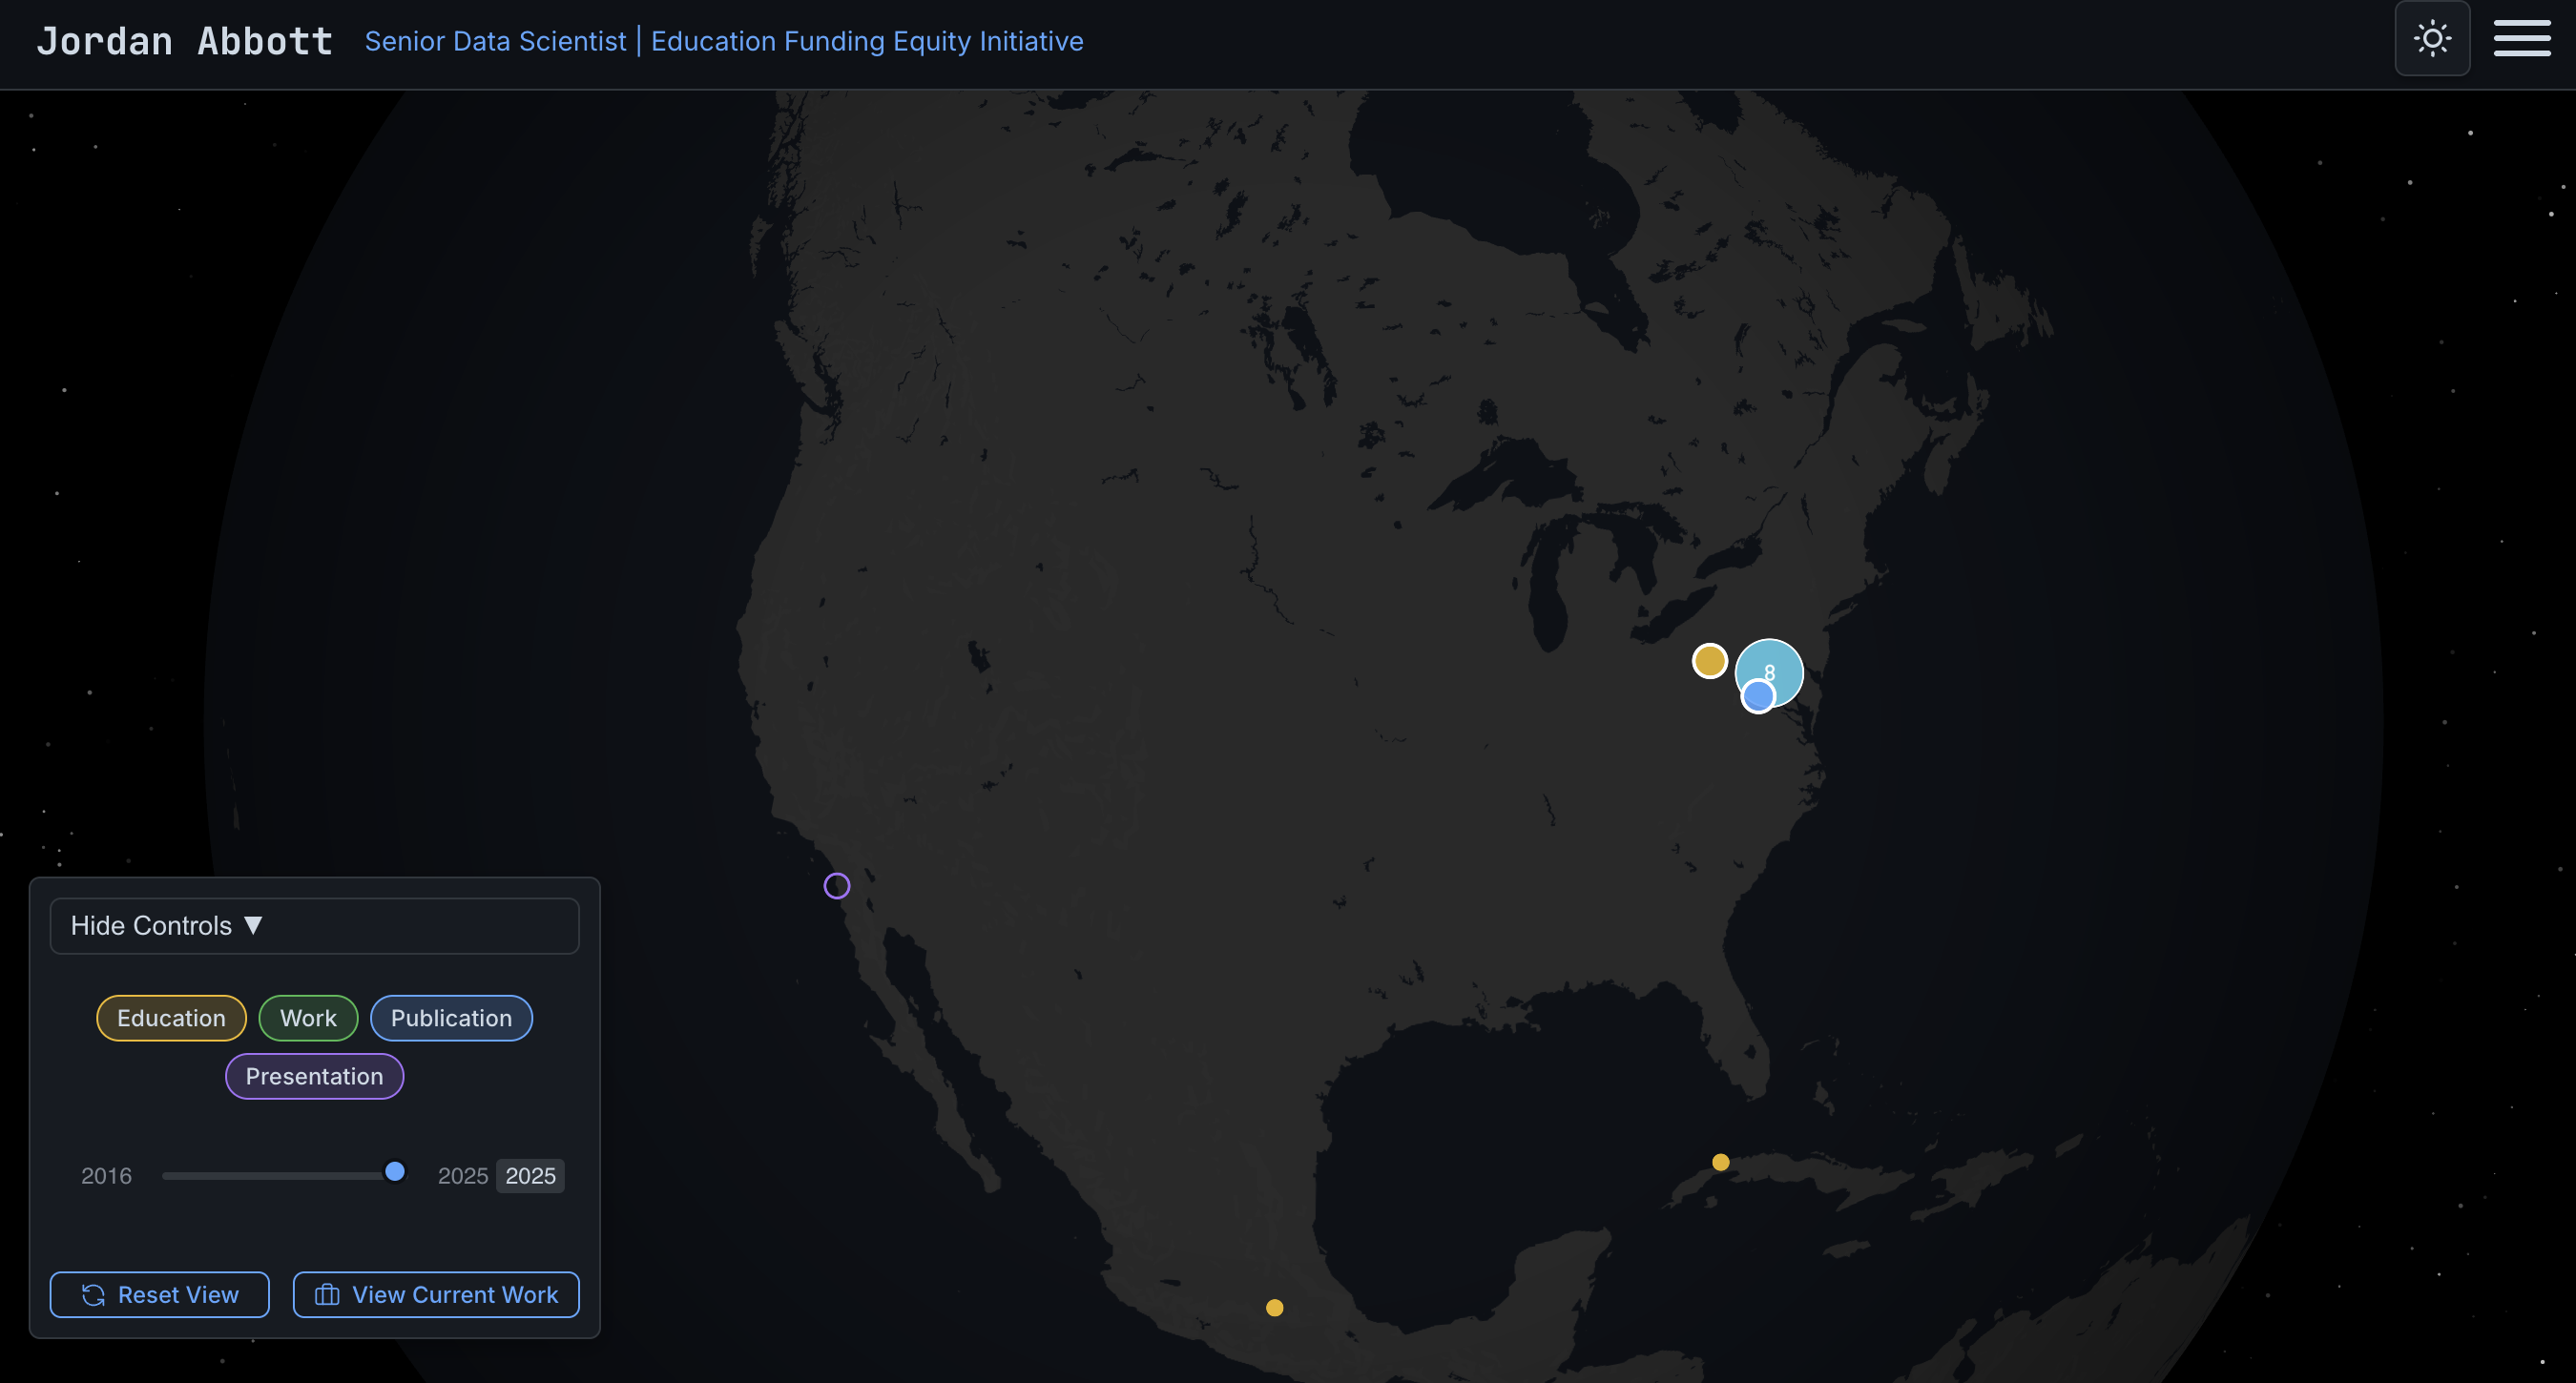 Jordan Abbott
Senior Data Scientist | Education Funding Equity Initiative
8
Hide Controls ▼
Education Work Publication
Presentation
2016 2025 2025
Reset View View Current Work